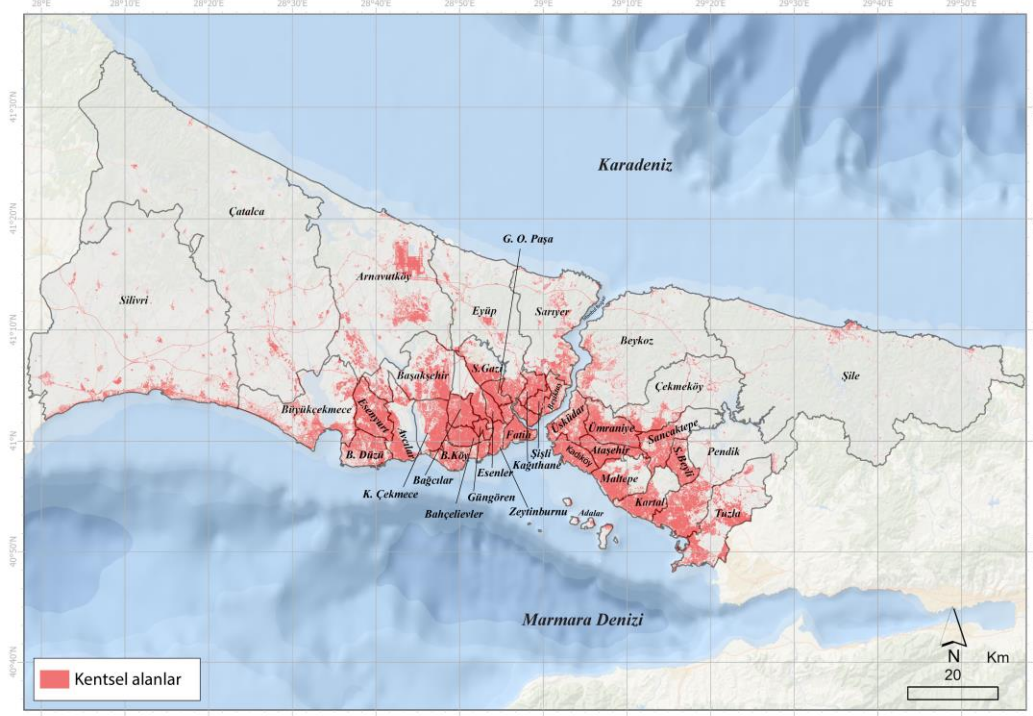 28°E
28°10'E
28°20'E
28°30'E
28°40'E
28°50'E
29°0'E
29°10'E
29°20'E
29°30'E
29°40'E
29°50'E
41°30'N
Karadeniz
41°20'N
Çatalca
G. O. Paşa
Arnavutköy
Silivri
Eyüp
Sarıyer
41°10'N
Beykoz
S.Gazi
Başakşehir
Çekmeköy
Şile
Beşiktaş
Büyükçekmece
Esenyurt
Avcılar
Üsküdar
Ümraniye
Sancaktepe
41°N
Fatih
B. Düzü
B.Köy
Şişli
Kadıköy
Ataşehir
S.Beyli
Pendik
Kağıthane
Esenler
Maltepe
K. Çekmece
Bağcılar
Güngören
Bahçelievler
Zeytinburnu
Adalar
Kartal
Tuzla
40°50'N
Marmara Denizi
40°40'N
Kentsel alanlar
N
Km
20